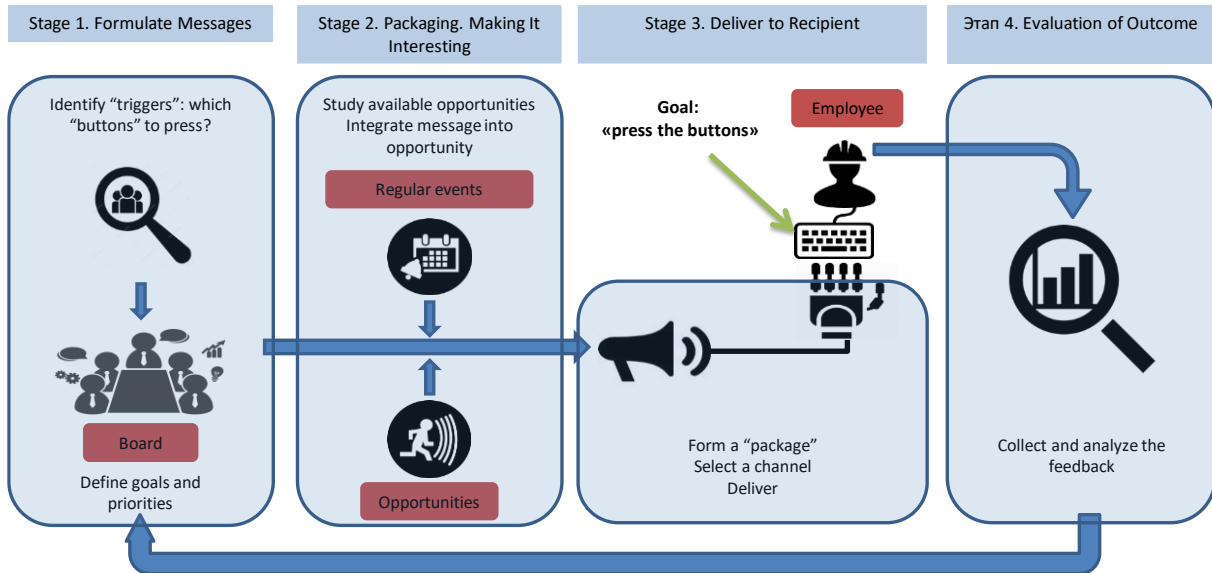 Stage 1. Formulate Messages
Stage 2. Packaging. Making It
Interesting
Stage 3. Deliver to Recipient
Этап 4. Evaluation of Outcome
Identify “triggers”: which
“buttons” to press?
Board
Define goals and
priorities
Study available opportunities
Integrate message into
opportunity
Regular events
Opportunities
Goal:
«press the buttons»
Employee
Form a “package”
Select a channel
Deliver
Collect and analyze the
feedback